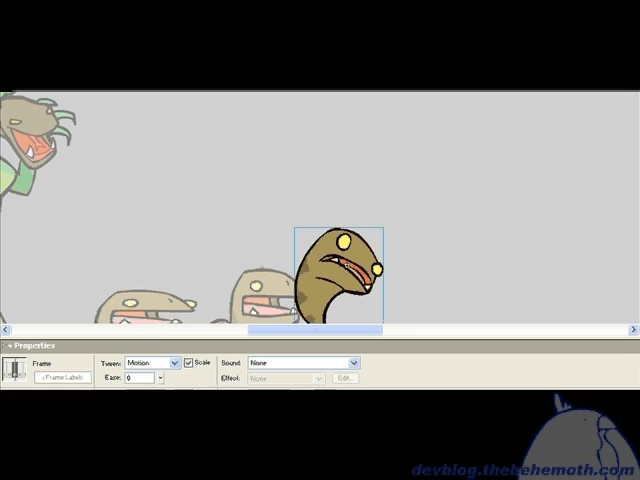 Properties
Frame
Tween: Motion
Scale
Sound: None
<Frame Label>
Ease: 0
Effect: None
Edit...
devblog.thebehemoth.com